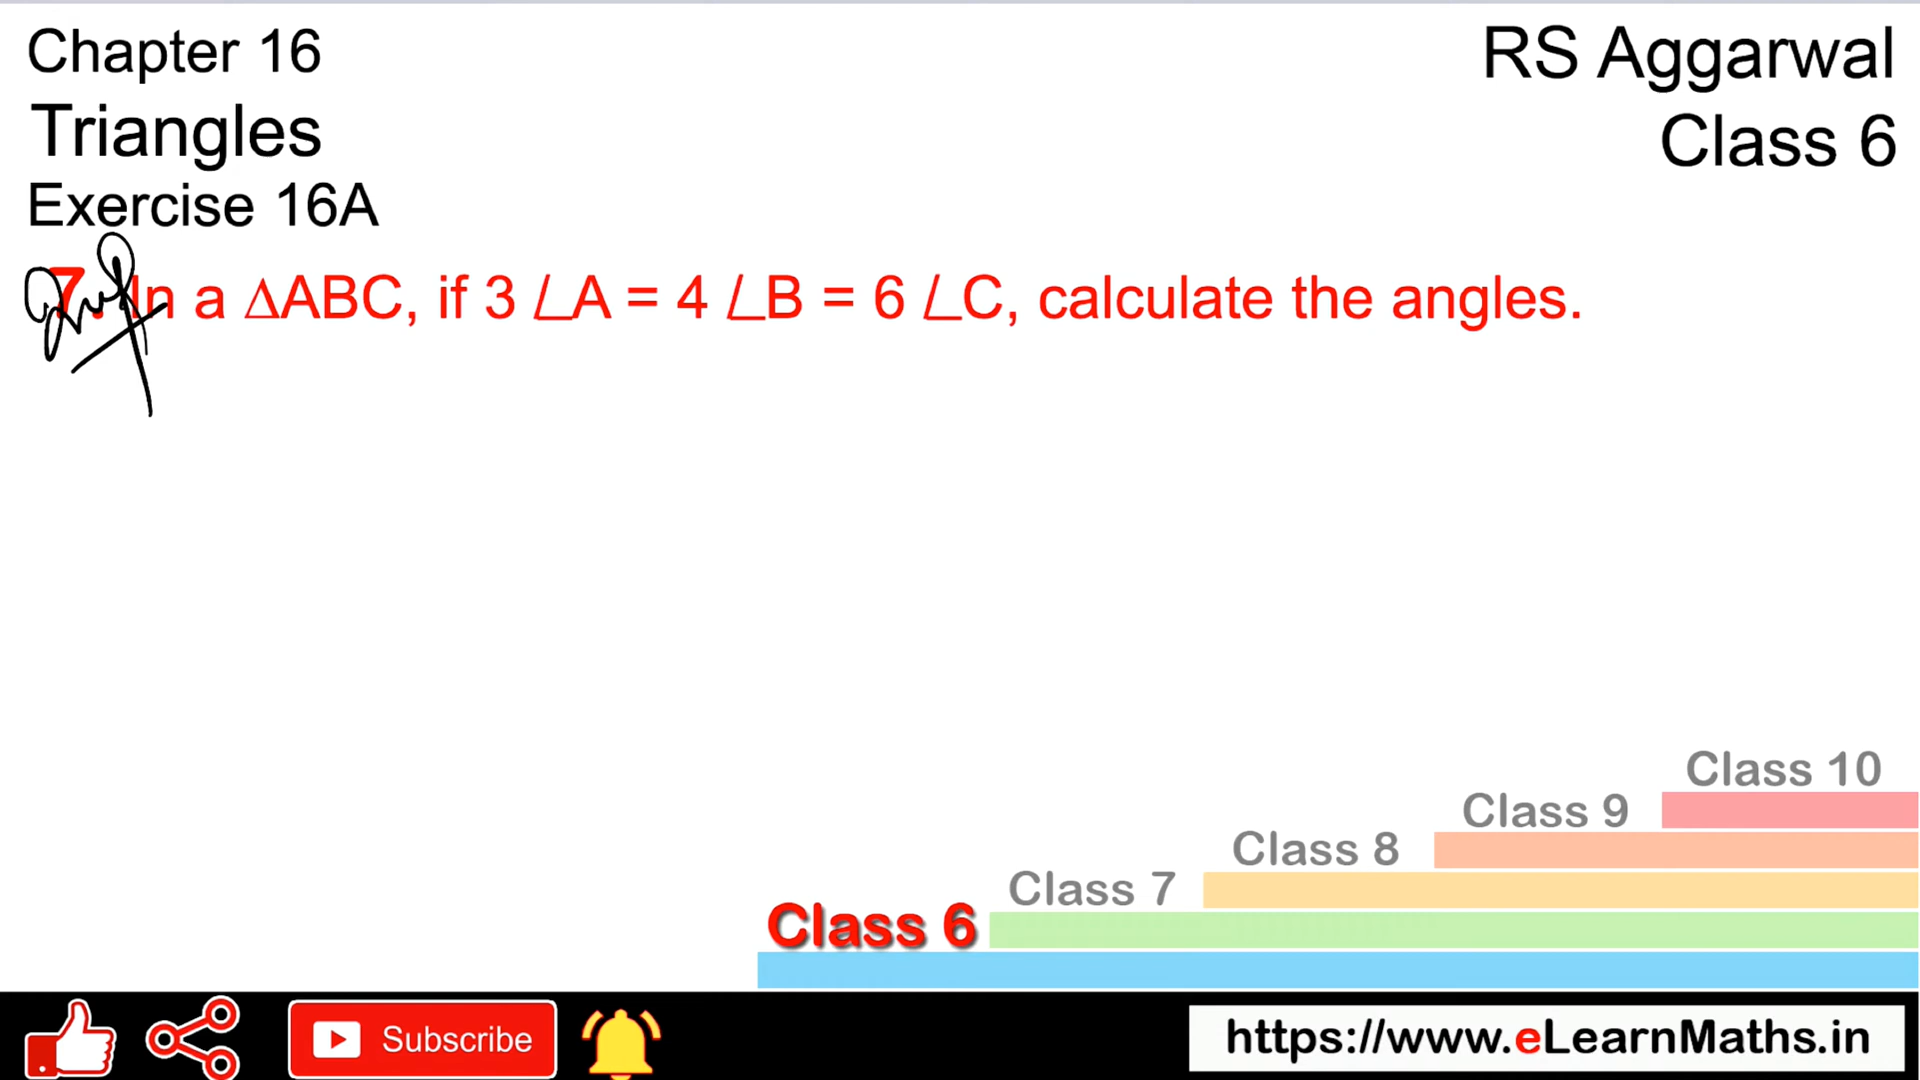 Chapter 16
Triangles
Exercise 16A
RS Aggarwal
Class 6
7. In a ∆ABC, if 3 ∠A = 4 ∠B = 6 ∠C, calculate the angles.
Class 10
Class 9
Class 8
Class 7
Class 6
Subscribe
https://www.eLearnMaths.in